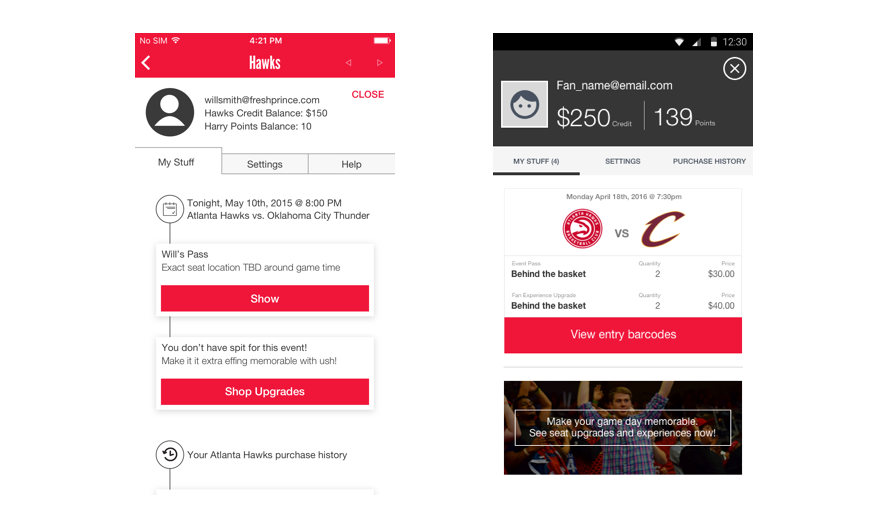 No SIM
4:21 PM
Hawks
willsmith@freshprince.com
CLOSE
Hawks Credit Balance: $150
Harry Points Balance: 10
My Stuff
Settings
Help
Tonight, May 10th, 2015 @ 8:00 PM
Atlanta Hawks vs. Oklahoma City Thunder
Will's Pass
Exact seat location TBD around game time
Show
You don't have spit for this event!
Make it it extra effing memorable with ush!
Shop Upgrades
Your Atlanta Hawks purchase history
12:30
Fan_name@email.com
$250 Credit
139 Points
MY STUFF (4)
SETTINGS
PURCHASE HISTORY
Monday April 18th, 2016 @ 7:30pm
ATLANTA HAWKS
BASKETBALL CLUB
VS
C
Event Pass Quantity Price
Behind the basket 2 $30.00
Fan Experience Upgrade Quantity Price
Behind the basket 2 $40.00
View entry barcodes
Make your game day memorable.
See seat upgrades and experiences now!